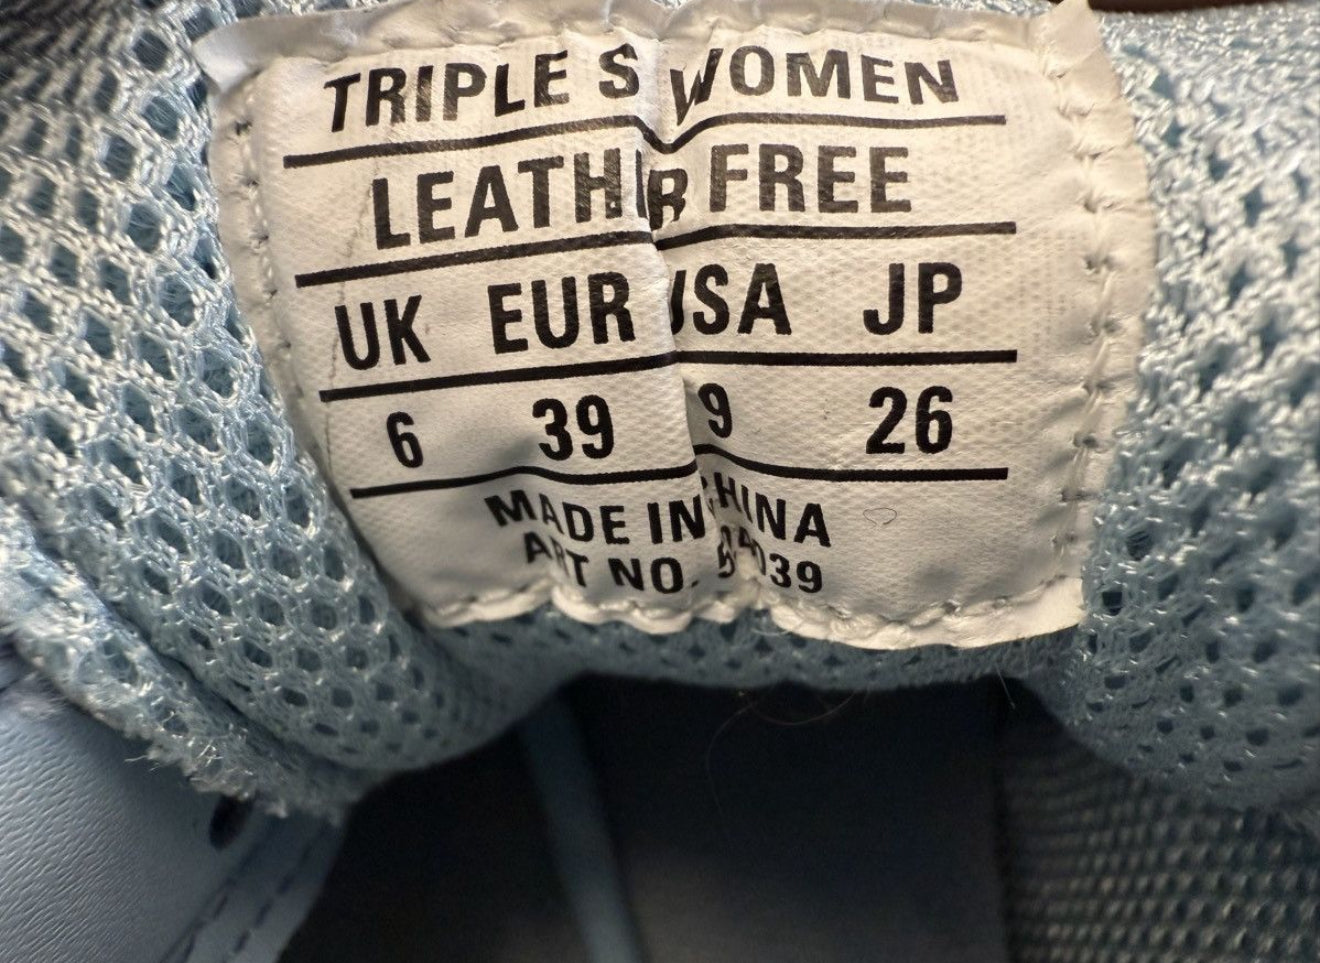 TRIPLE S WOMEN
LEATHER FREE
UK EUR USA JP
6 39 9 26
MADE IN CHINA
ART NO.